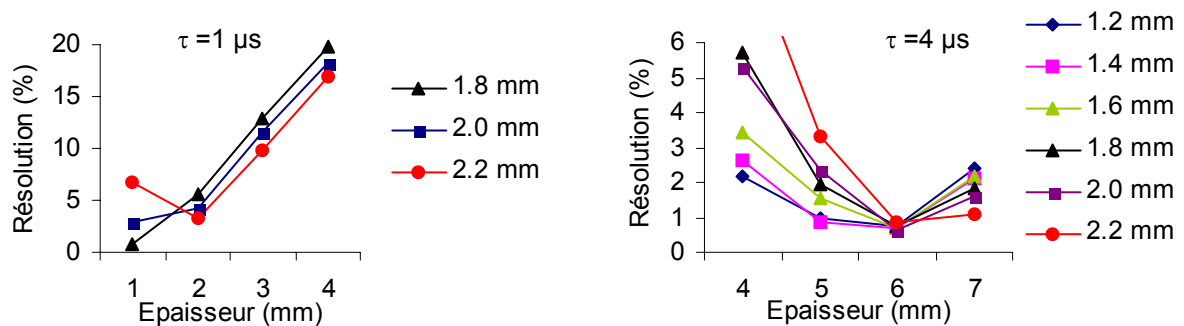 τ =1 µs
20
15
10
5
0
Résolution (%)
1 2 3 4
Epaisseur (mm)
1.8 mm
2.0 mm
2.2 mm
τ =4 µs
6
5
4
3
2
1
0
Résolution (%)
4 5 6 7
Epaisseur (mm)
1.2 mm
1.4 mm
1.6 mm
1.8 mm
2.0 mm
2.2 mm